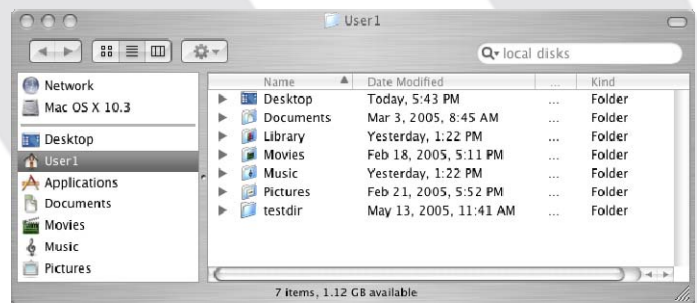 User1
local disks
Network
Mac OS X 10.3
Desktop
User1
Applications
Documents
Movies
Music
Pictures
Name Date Modified ... Kind
Desktop Today, 5:43 PM ... Folder
Documents Mar 3, 2005, 8:45 AM ... Folder
Library Yesterday, 1:22 PM ... Folder
Movies Feb 18, 2005, 5:11 PM ... Folder
Music Yesterday, 1:22 PM ... Folder
Pictures Feb 21, 2005, 5:52 PM ... Folder
testdir May 13, 2005, 11:41 AM ... Folder
7 items, 1.12 GB available